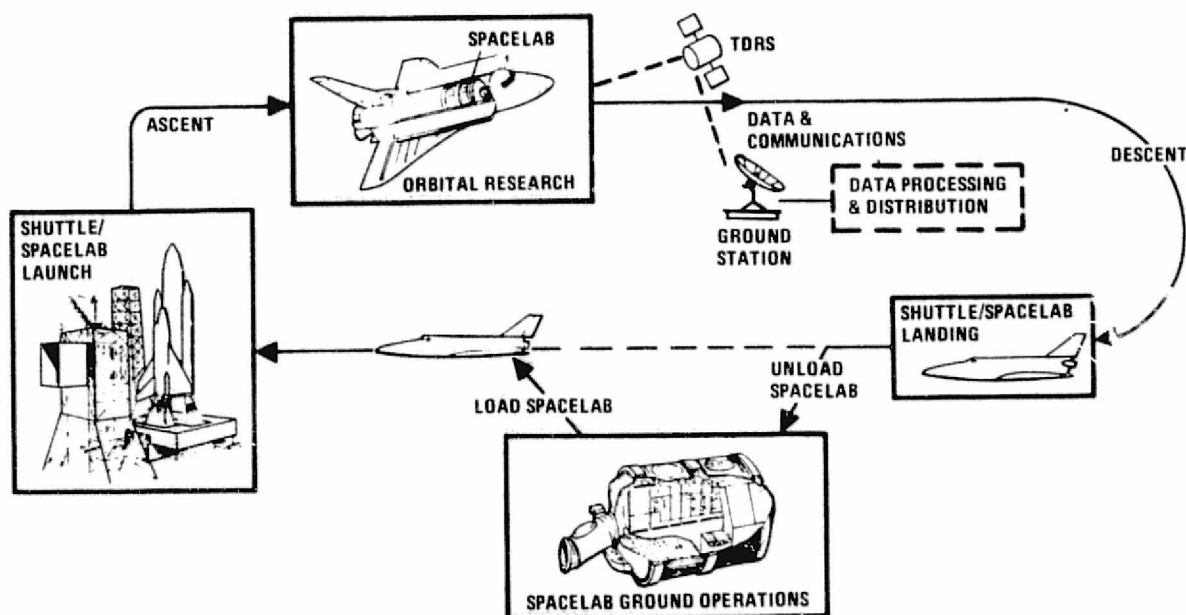 SPACELAB
TDRS
ASCENT
DATA &
COMMUNICATIONS
DESCENT
ORBITAL RESEARCH
DATA PROCESSING
& DISTRIBUTION
GROUND
STATION
SHUTTLE/
SPACELAB
LAUNCH
SHUTTLE/SPACELAB
LANDING
UNLOAD
SPACELAB
LOAD SPACELAB
SPACELAB GROUND OPERATIONS